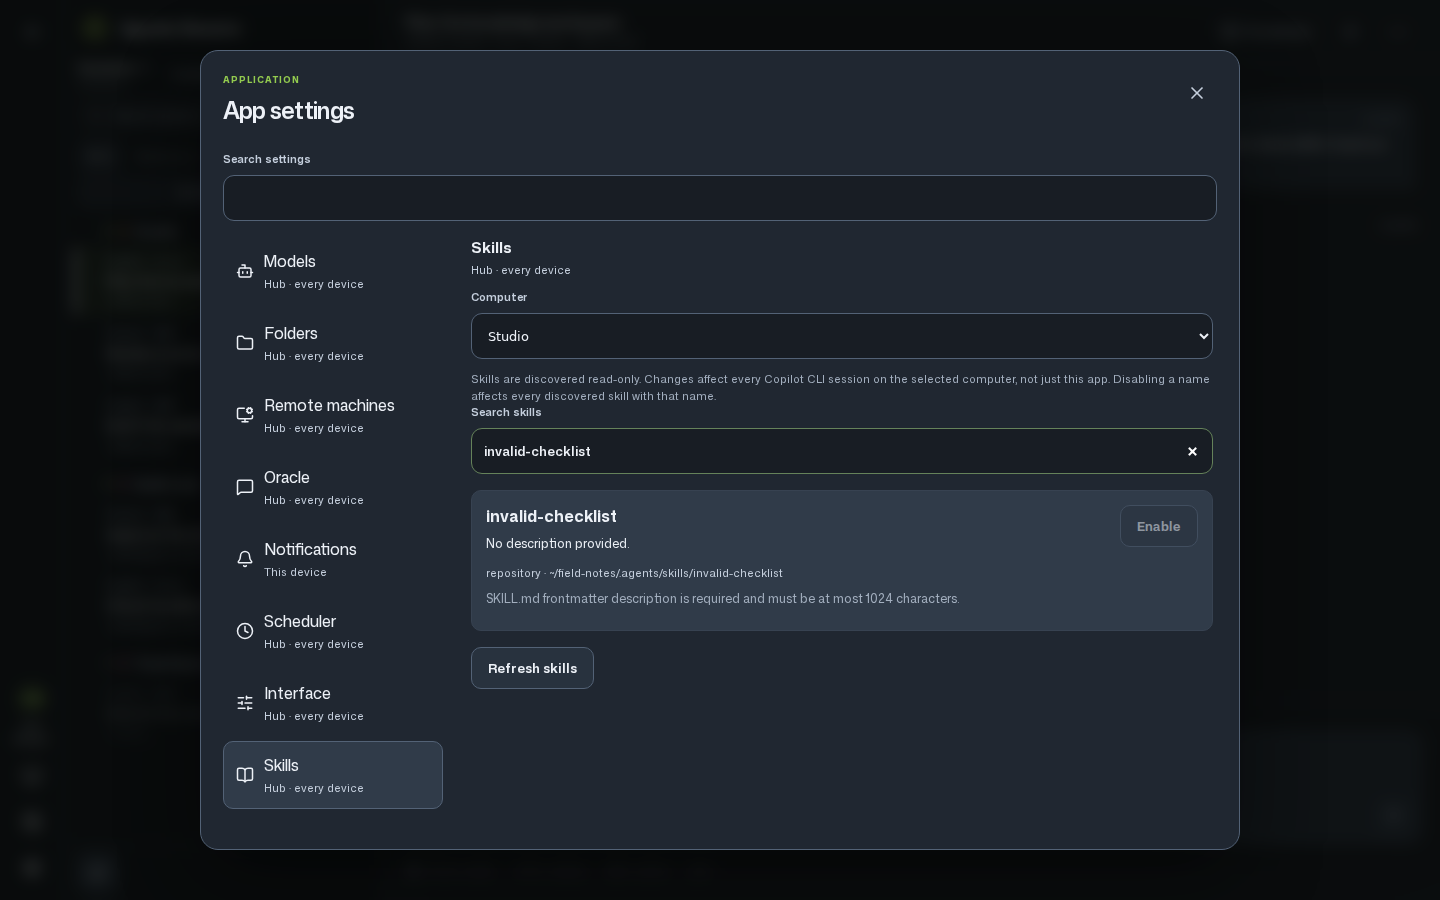 APPLICATION
App settings
Search settings
Models
Hub · every device
Folders
Hub · every device
Remote machines
Hub · every device
Oracle
Hub · every device
Notifications
This device
Scheduler
Hub · every device
Interface
Hub · every device
Skills
Hub · every device
Skills
Hub · every device
Computer
Studio
Skills are discovered read-only. Changes affect every Copilot CLI session on the selected computer, not just this app. Disabling a name
affects every discovered skill with that name.
Search skills
invalid-checklist
invalid-checklist
Enable
No description provided.
repository · ~/field-notes/.agents/skills/invalid-checklist
SKILL.md frontmatter description is required and must be at most 1024 characters.
Refresh skills